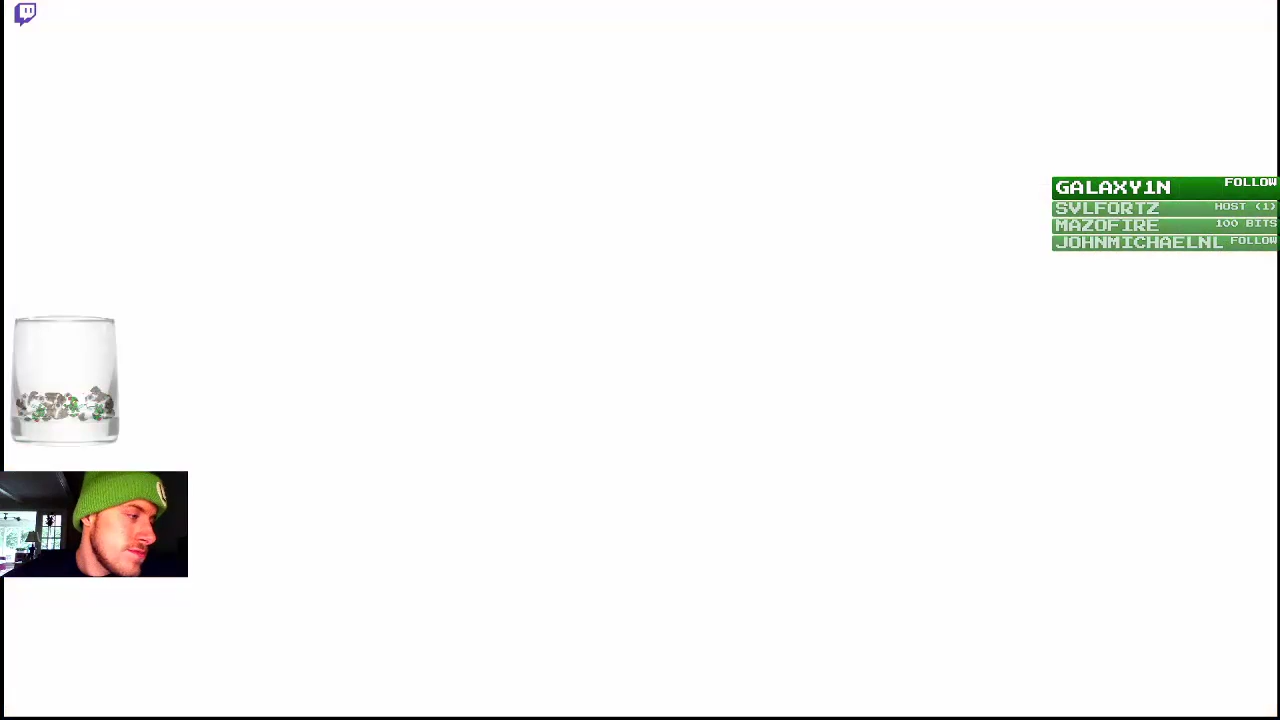 GALAXY1N FOLLOW
SVLFORTZ HOST (1)
MAZOFIRE 100 BITS
JOHNMICHAELNL FOLLOW